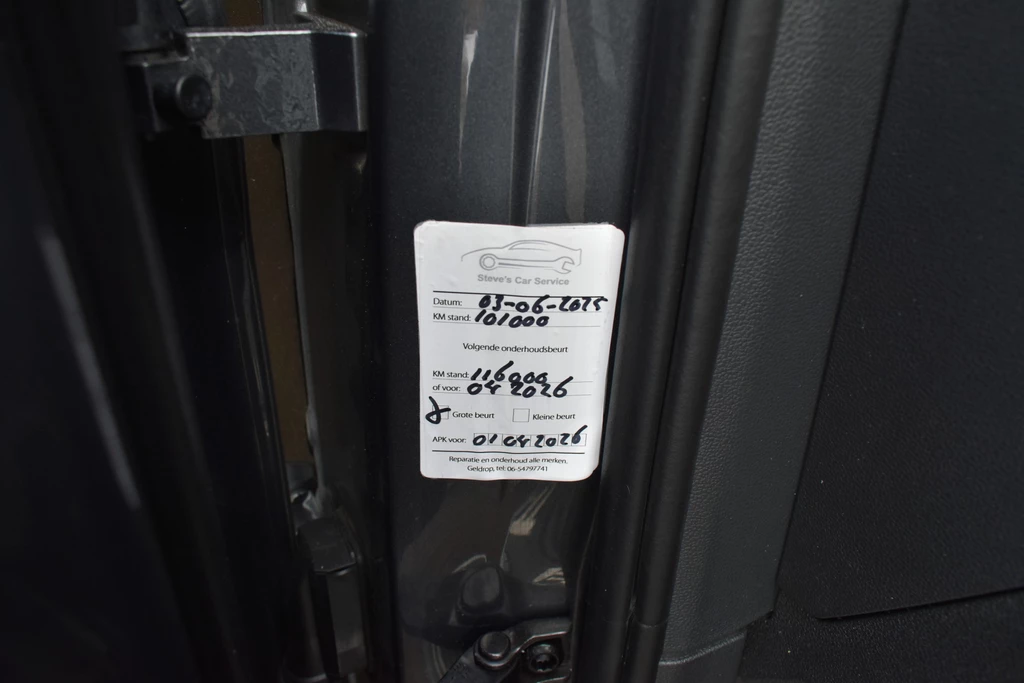 Steve's Car Service
Datum: 03-06-2025
KM stand: 101000
Volgende onderhoudsbeurt
KM stand: 116000
of voor: 04 2026
Grote beurt Kleine beurt
APK voor: 01 04 2026
Reparatie en onderhoud alle merken.
Geldrop, tel: 06-54797741